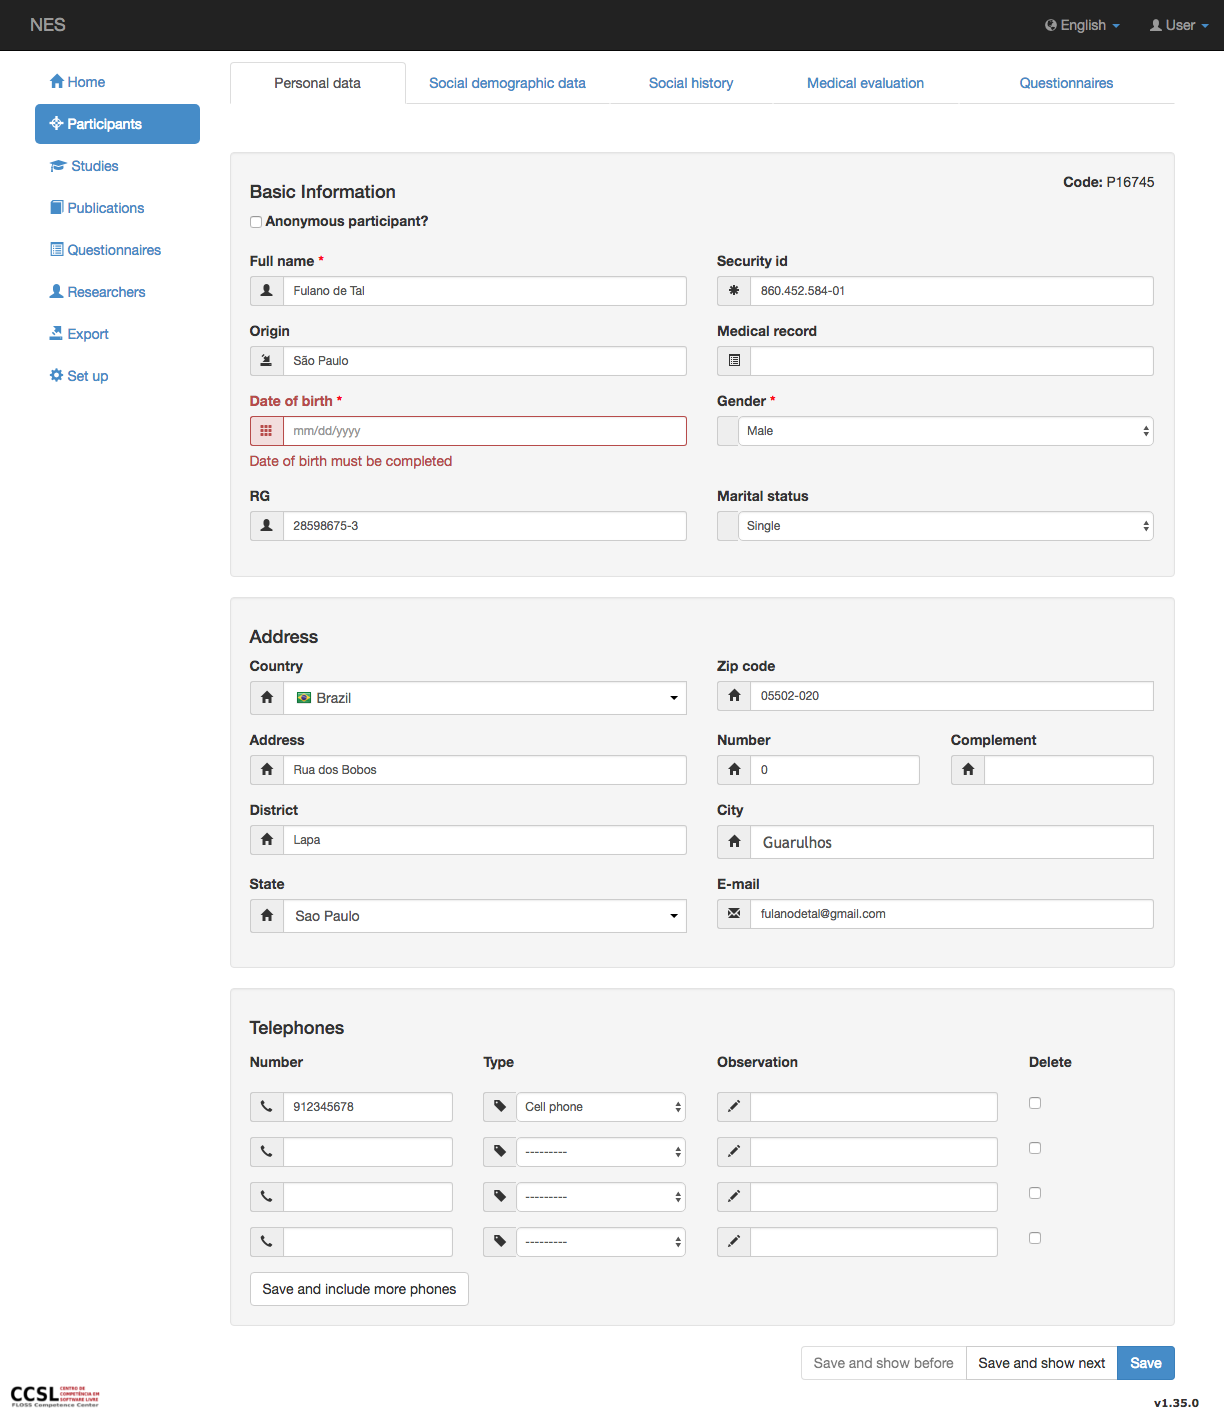 NES
English
User
Home
Participants
Studies
Publications
Questionnaires
Researchers
Export
Set up
Personal data
Social demographic data
Social history
Medical evaluation
Questionnaires
Basic Information
Code: P16745
Anonymous participant?
Full name *
Security id
Fulano de Tal
860.452.584-01
Origin
Medical record
São Paulo
Date of birth *
Gender *
mm/dd/yyyy
Male
Date of birth must be completed
RG
Marital status
28598675-3
Single
Address
Country
Zip code
Brazil
05502-020
Address
Number
Complement
Rua dos Bobos
0
District
City
Lapa
Guarulhos
State
E-mail
Sao Paulo
fulanodetal@gmail.com
Telephones
Number
Type
Observation
Delete
912345678
Cell phone
---------
---------
---------
Save and include more phones
Save and show before
Save and show next
Save
CCSL
CENTRO DE
COMPETÊNCIA EM
SOFTWARE LIVRE
FLOSS Competence Center
v1.35.0